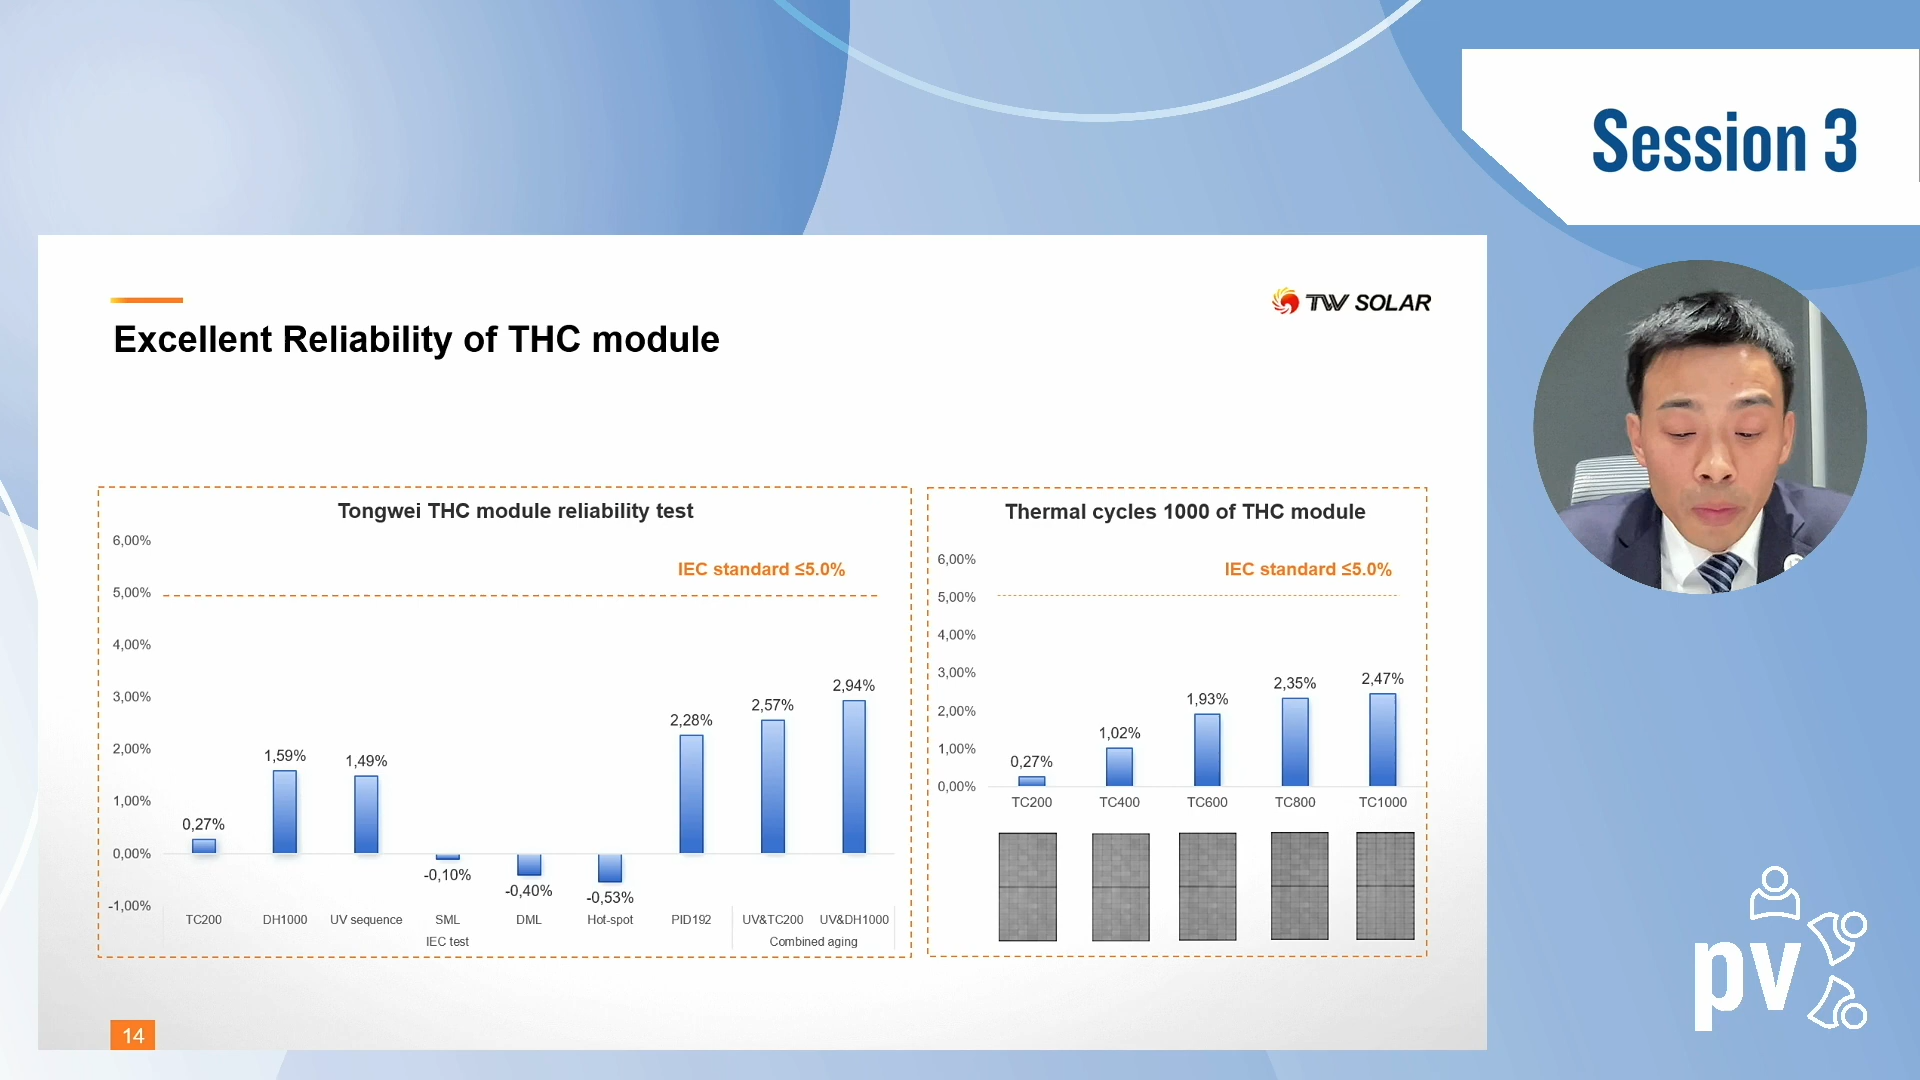 Session 3
TW SOLAR
Excellent Reliability of THC module
Tongwei THC module reliability test
6,00%
IEC standard ≤5.0%
5,00%
4,00%
3,00%
2,00%
1,00%
0,00%
-1,00%
0,27%
1,59%
1,49%
-0,10%
-0,40%
-0,53%
2,28%
2,57%
2,94%
TC200 DH1000 UV sequence SML DML Hot-spot PID192 UV&TC200 UV&DH1000
IEC test Combined aging
Thermal cycles 1000 of THC module
6,00%
IEC standard ≤5.0%
5,00%
4,00%
3,00%
2,00%
1,00%
0,00%
0,27%
1,02%
1,93%
2,35%
2,47%
TC200 TC400 TC600 TC800 TC1000
14
pv